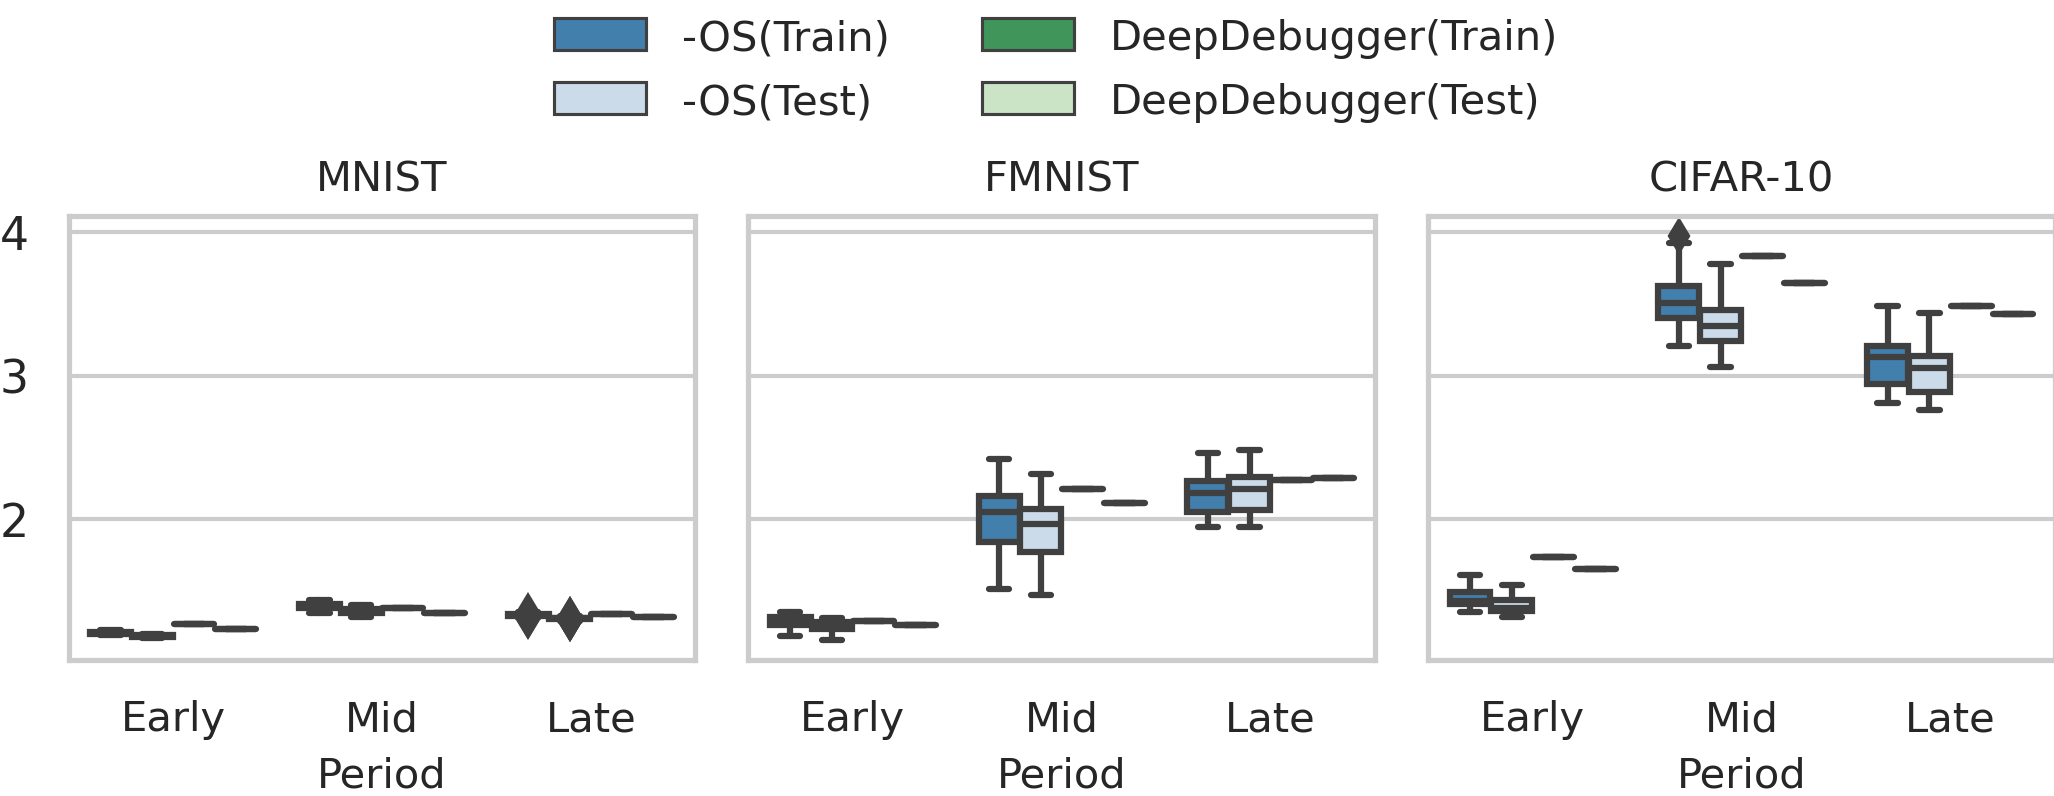 -OS(Train) DeepDebugger(Train)
-OS(Test) DeepDebugger(Test)
MNIST FMNIST CIFAR-10
4
3
2
Early Mid Late Early Mid Late Early Mid Late
Period Period Period